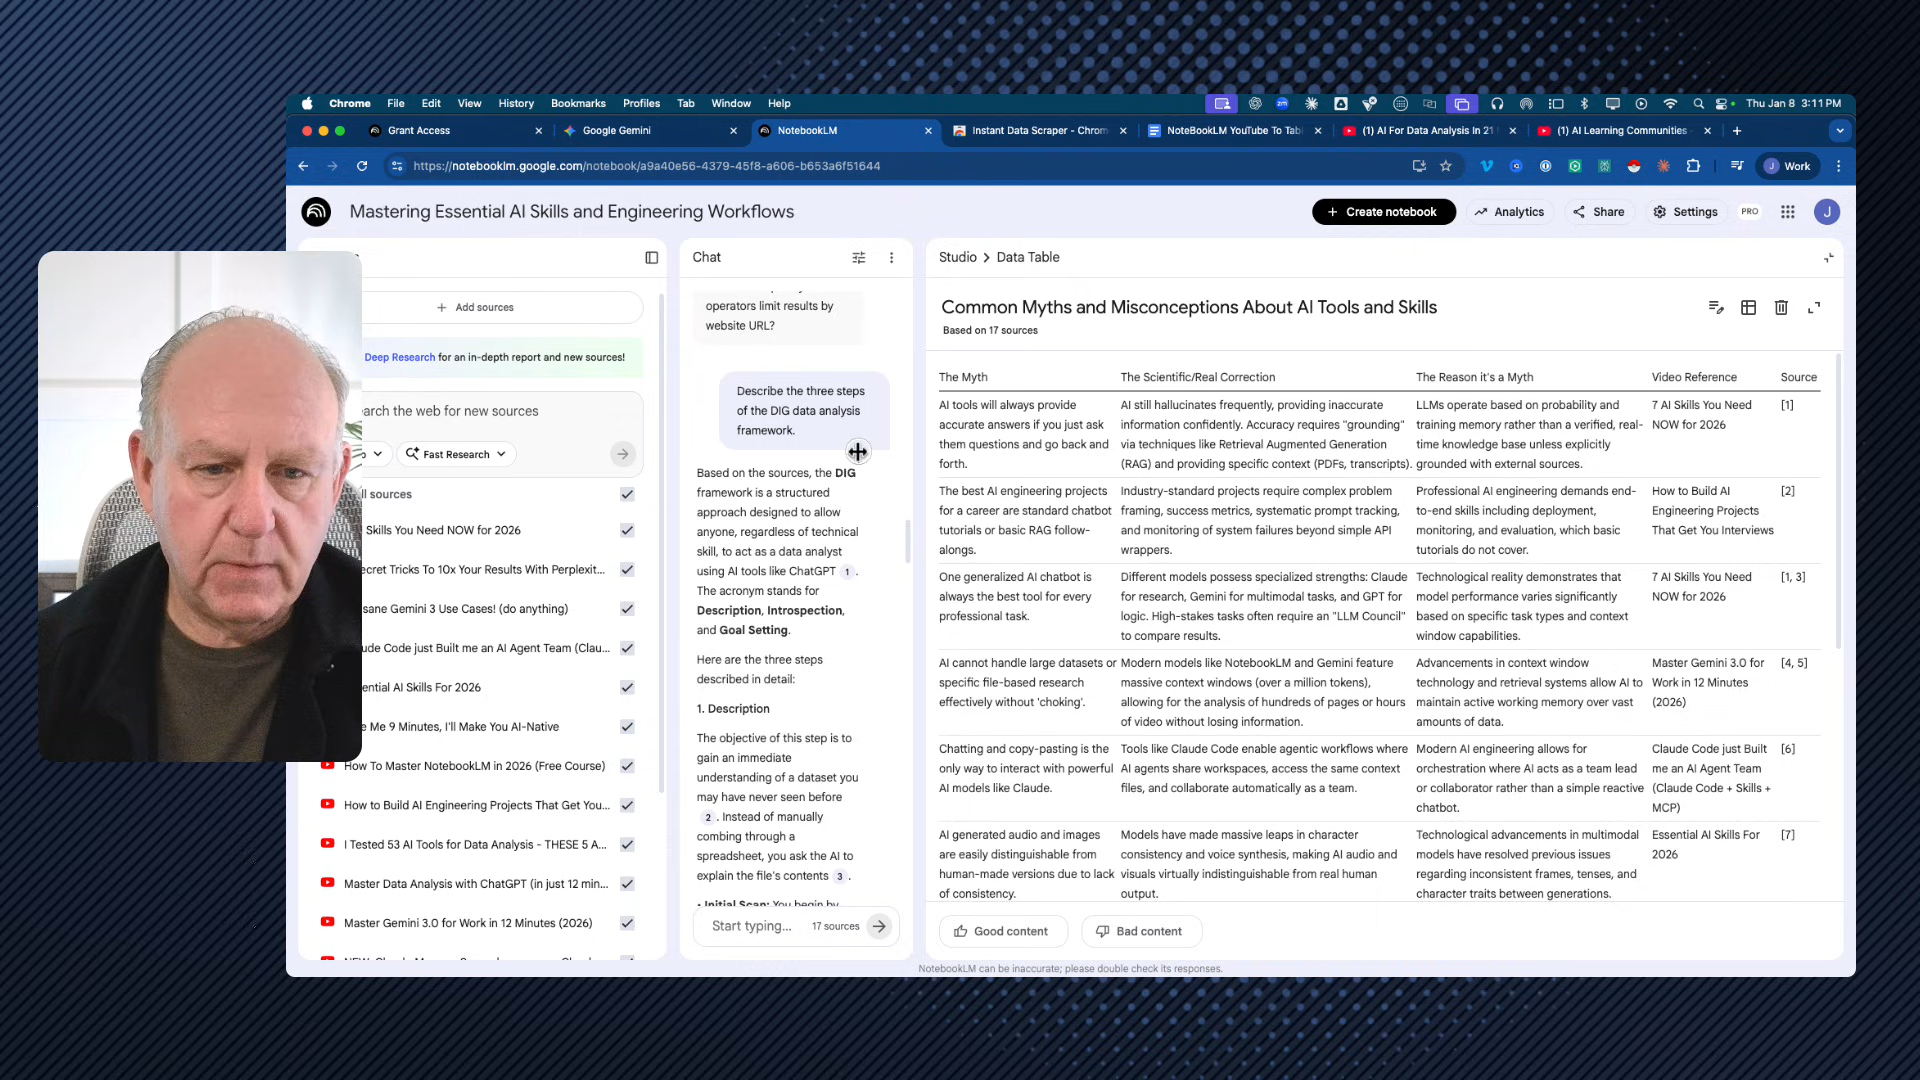 Chrome File Edit View History Bookmarks Profiles Tab Window Help
Thu Jan 8 3:11 PM
Grant Access
Google Gemini
NotebookLM
Instant Data Scraper - Chrom
NoteBookLM YouTube To Tabl
(1) AI For Data Analysis In 21
(1) AI Learning Communities -
https://notebooklm.google.com/notebook/a9a40e56-4379-45f8-a606-b653a6f51644
J Work
Mastering Essential AI Skills and Engineering Workflows
+ Create notebook
Analytics
Share
Settings
PRO
J
+ Add sources
Deep Research for an in-depth report and new sources!
arch the web for new sources
Fast Research
ll sources
Skills You Need NOW for 2026
ecret Tricks To 10x Your Results With Perplexit...
sane Gemini 3 Use Cases! (do anything)
ude Code just Built me an AI Agent Team (Clau...
ential AI Skills For 2026
e Me 9 Minutes, I'll Make You AI-Native
How To Master NotebookLM in 2026 (Free Course)
How to Build AI Engineering Projects That Get You...
I Tested 53 AI Tools for Data Analysis - THESE 5 A...
Master Data Analysis with ChatGPT (in just 12 min...
Master Gemini 3.0 for Work in 12 Minutes (2026)
Chat
operators limit results by
website URL?
Describe the three steps
of the DIG data analysis
framework.
Based on the sources, the DIG
framework is a structured
approach designed to allow
anyone, regardless of technical
skill, to act as a data analyst
using AI tools like ChatGPT 1 .
The acronym stands for
Description, Introspection,
and Goal Setting.
Here are the three steps
described in detail:
1. Description
The objective of this step is to
gain an immediate
understanding of a dataset you
may have never seen before
2 . Instead of manually
combing through a
spreadsheet, you ask the AI to
explain the file's contents 3 .
• Initial Scan: You begin by
Start typing... 17 sources
Studio > Data Table
Common Myths and Misconceptions About AI Tools and Skills
Based on 17 sources
The Myth
The Scientific/Real Correction
The Reason it's a Myth
Video Reference
Source
AI tools will always provide
accurate answers if you just ask
them questions and go back and
forth.
AI still hallucinates frequently, providing inaccurate
information confidently. Accuracy requires "grounding"
via techniques like Retrieval Augmented Generation
(RAG) and providing specific context (PDFs, transcripts).
LLMs operate based on probability and
training memory rather than a verified, real-
time knowledge base unless explicitly
grounded with external sources.
7 AI Skills You Need
NOW for 2026
[1]
The best AI engineering projects
for a career are standard chatbot
tutorials or basic RAG follow-
alongs.
Industry-standard projects require complex problem
framing, success metrics, systematic prompt tracking,
and monitoring of system failures beyond simple API
wrappers.
Professional AI engineering demands end-
to-end skills including deployment,
monitoring, and evaluation, which basic
tutorials do not cover.
How to Build AI
Engineering Projects
That Get You Interviews
[2]
One generalized AI chatbot is
always the best tool for every
professional task.
Different models possess specialized strengths: Claude
for research, Gemini for multimodal tasks, and GPT for
logic. High-stakes tasks often require an "LLM Council"
to compare results.
Technological reality demonstrates that
model performance varies significantly
based on specific task types and context
window capabilities.
7 AI Skills You Need
NOW for 2026
[1, 3]
AI cannot handle large datasets or
specific file-based research
effectively without 'choking'.
Modern models like NotebookLM and Gemini feature
massive context windows (over a million tokens),
allowing for the analysis of hundreds of pages or hours
of video without losing information.
Advancements in context window
technology and retrieval systems allow AI to
maintain active working memory over vast
amounts of data.
Master Gemini 3.0 for
Work in 12 Minutes
(2026)
[4, 5]
Chatting and copy-pasting is the
only way to interact with powerful
AI models like Claude.
Tools like Claude Code enable agentic workflows where
AI agents share workspaces, access the same context
files, and collaborate automatically as a team.
Modern AI engineering allows for
orchestration where AI acts as a team lead
or collaborator rather than a simple reactive
chatbot.
Claude Code just Built
me an AI Agent Team
(Claude Code + Skills +
MCP)
[6]
AI generated audio and images
are easily distinguishable from
human-made versions due to lack
of consistency.
Models have made massive leaps in character
consistency and voice synthesis, making AI audio and
visuals virtually indistinguishable from real human
output.
Technological advancements in multimodal
models have resolved previous issues
regarding inconsistent frames, tenses, and
character traits between generations.
Essential AI Skills For
2026
[7]
Good content
Bad content
NotebookLM can be inaccurate; please double check its responses.